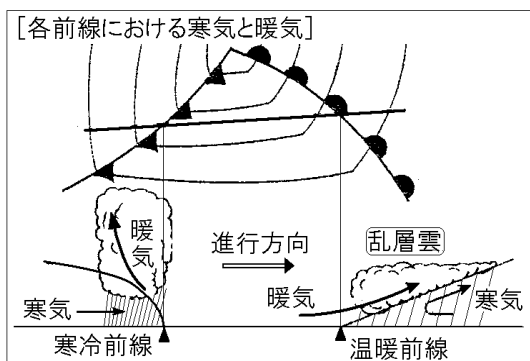 ［各前線における寒気と暖気］
暖気
進行方向
乱層雲
暖気
寒気
寒気
寒冷前線
温暖前線